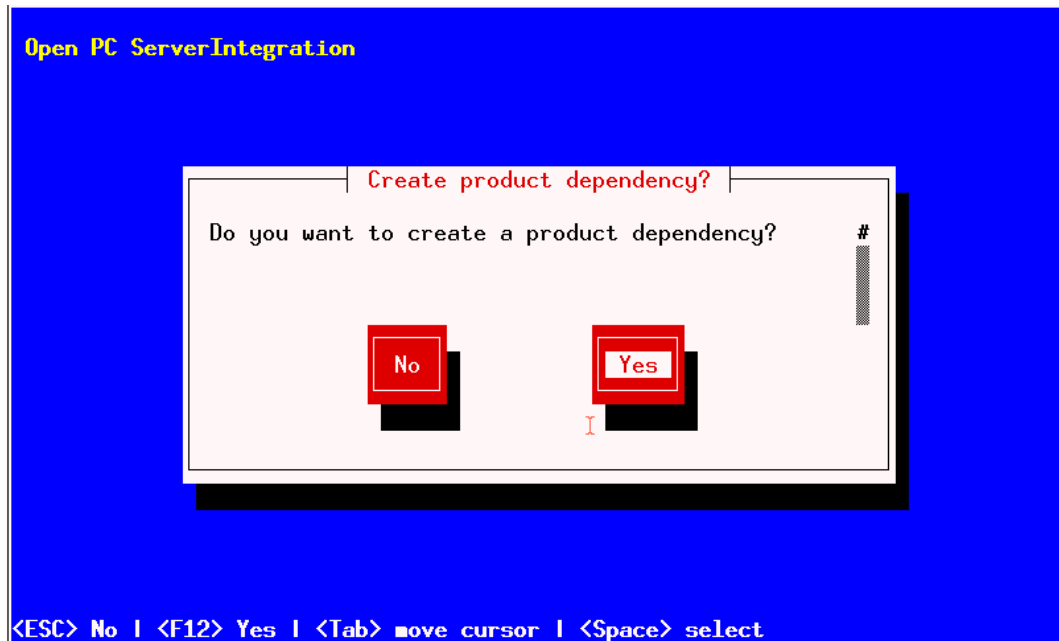 Open PC ServerIntegration
Create product dependency?
Do you want to create a product dependency? #
No Yes
<ESC> No | <F12> Yes | <Tab> move cursor | <Space> select